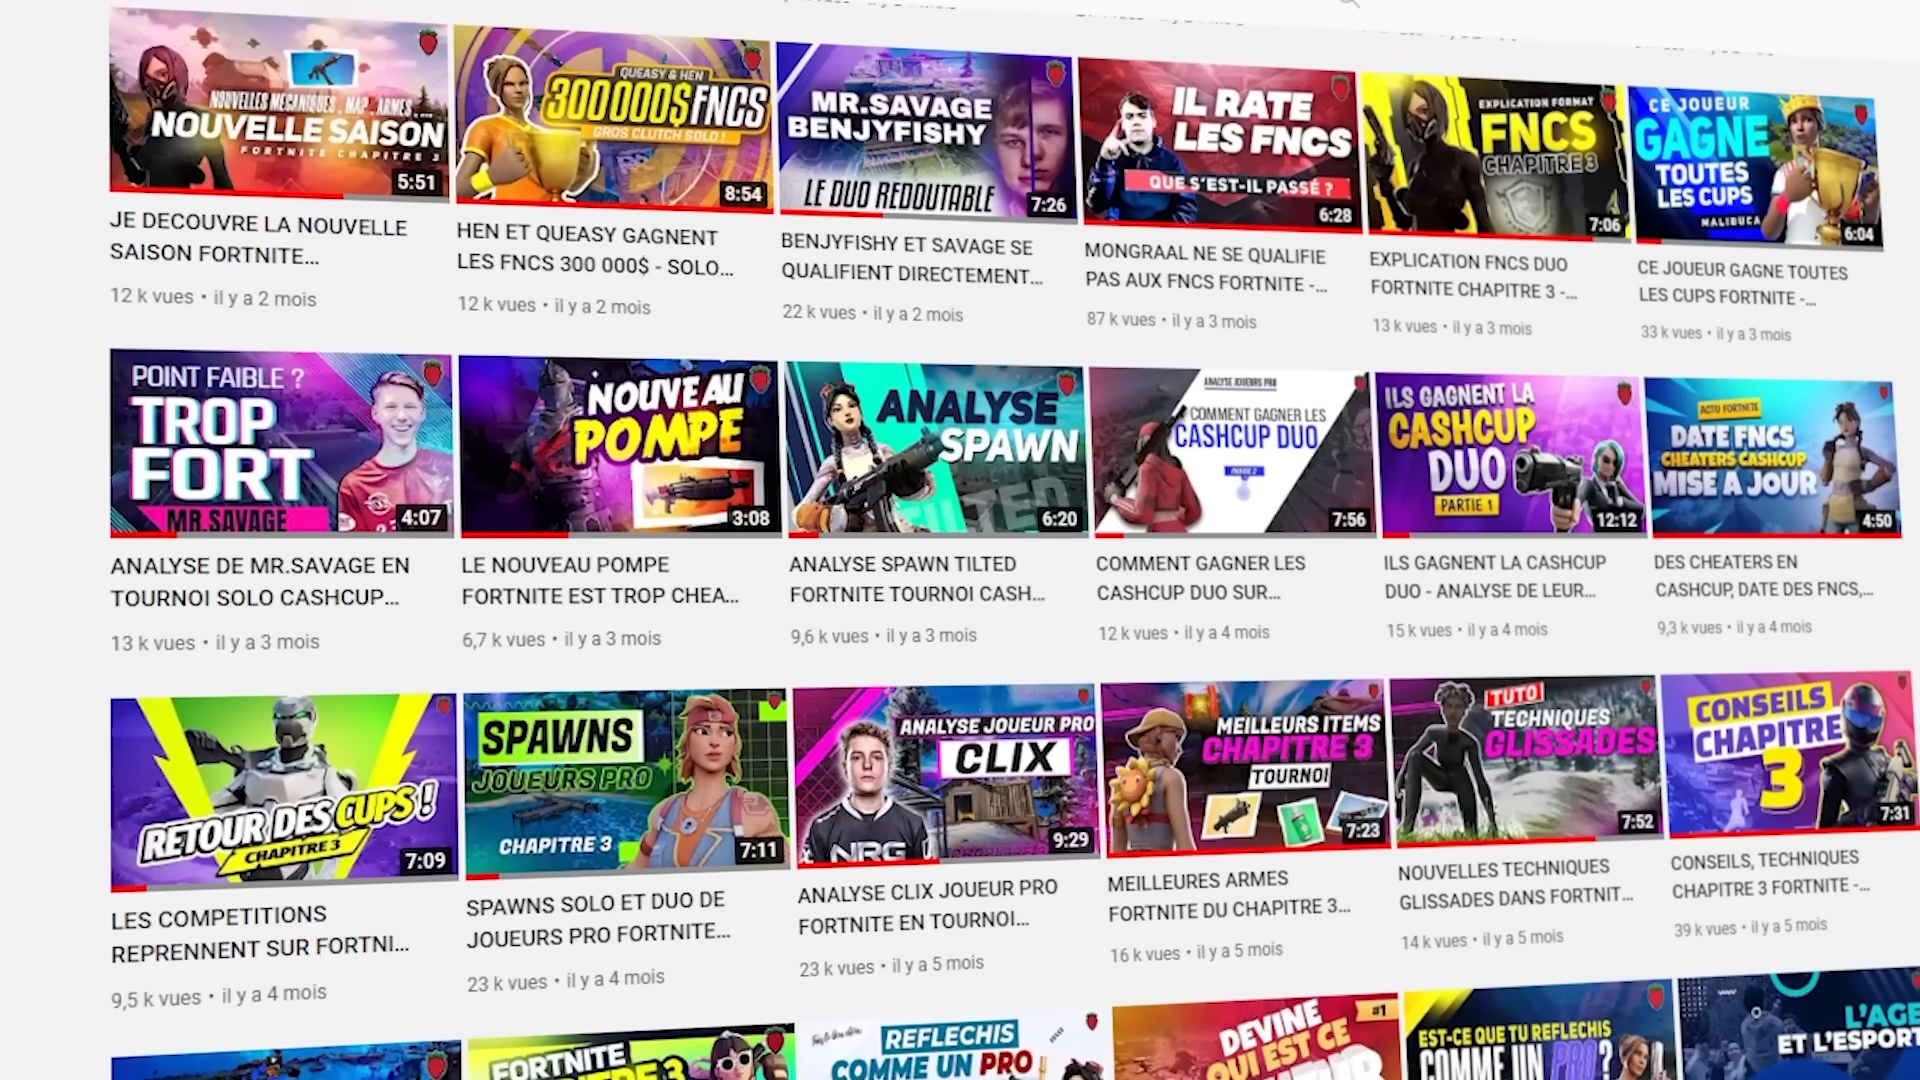 NOUVELLES MECANIQUES, MAP, ARMES...
NOUVELLE SAISON
FORTNITE CHAPITRE 3
5:51
JE DECOUVRE LA NOUVELLE
SAISON FORTNITE...
12 k vues • il y a 2 mois
QUEASY & HEN
300 000$ FNCS
GROS CLUTCH SOLO !
8:54
HEN ET QUEASY GAGNENT
LES FNCS 300 000$ - SOLO...
12 k vues • il y a 2 mois
MR.SAVAGE
BENJYFISHY
LE DUO REDOUTABLE
7:26
BENJYFISHY ET SAVAGE SE
QUALIFIENT DIRECTEMENT...
22 k vues • il y a 2 mois
IL RATE
LES FNCS
QUE S'EST-IL PASSÉ ?
6:28
MONGRAAL NE SE QUALIFIE
PAS AUX FNCS FORTNITE -...
87 k vues • il y a 3 mois
EXPLICATION FORMAT
FNCS
CHAPITRE 3
7:06
EXPLICATION FNCS DUO
FORTNITE CHAPITRE 3 -...
13 k vues • il y a 3 mois
CE JOUEUR
GAGNE
TOUTES
LES CUPS
MALIBUCA
6:04
CE JOUEUR GAGNE TOUTES
LES CUPS FORTNITE -...
33 k vues • il y a 3 mois
POINT FAIBLE ?
TROP
FORT
MR.SAVAGE
4:07
ANALYSE DE MR.SAVAGE EN
TOURNOI SOLO CASHCUP...
13 k vues • il y a 3 mois
NOUVEAU
POMPE
3:08
LE NOUVEAU POMPE
FORTNITE EST TROP CHEA...
6,7 k vues • il y a 3 mois
ANALYSE
SPAWN
TILTED
6:20
ANALYSE SPAWN TILTED
FORTNITE TOURNOI CASH...
9,6 k vues • il y a 3 mois
ANALYSE JOUEURS PRO
COMMENT GAGNER LES
CASHCUP DUO
PARTIE 2
7:56
COMMENT GAGNER LES
CASHCUP DUO SUR...
12 k vues • il y a 4 mois
ILS GAGNENT LA
CASHCUP
DUO
PARTIE 1
12:12
ILS GAGNENT LA CASHCUP
DUO - ANALYSE DE LEUR...
15 k vues • il y a 4 mois
ACTU FORTNITE
DATE FNCS
CHEATERS CASHCUP
MISE A JOUR
4:50
DES CHEATERS EN
CASHCUP, DATE DES FNCS,...
9,3 k vues • il y a 4 mois
RETOUR DES CUPS !
CHAPITRE 3
7:09
LES COMPETITIONS
REPRENNENT SUR FORTNI...
9,5 k vues • il y a 4 mois
SPAWNS
JOUEURS PRO
CHAPITRE 3
7:11
SPAWNS SOLO ET DUO DE
JOUEURS PRO FORTNITE...
23 k vues • il y a 4 mois
ANALYSE JOUEUR PRO
CLIX
NRG
9:29
ANALYSE CLIX JOUEUR PRO
FORTNITE EN TOURNOI...
23 k vues • il y a 5 mois
MEILLEURS ITEMS
CHAPITRE 3
TOURNOI
7:23
MEILLEURES ARMES
FORTNITE DU CHAPITRE 3...
16 k vues • il y a 5 mois
TUTO
TECHNIQUES
GLISSADES
7:52
NOUVELLES TECHNIQUES
GLISSADES DANS FORTNIT...
14 k vues • il y a 5 mois
CONSEILS
CHAPITRE
3
7:31
CONSEILS, TECHNIQUES
CHAPITRE 3 FORTNITE -...
39 k vues • il y a 5 mois
FORTNITE
CHAPITRE 3
REFLECHIS
COMME UN PRO
#1
DEVINE
QUI EST CE
EST-CE QUE TU REFLECHIS
COMME UN PRO ?
L'AGE
ET L'ESPORT